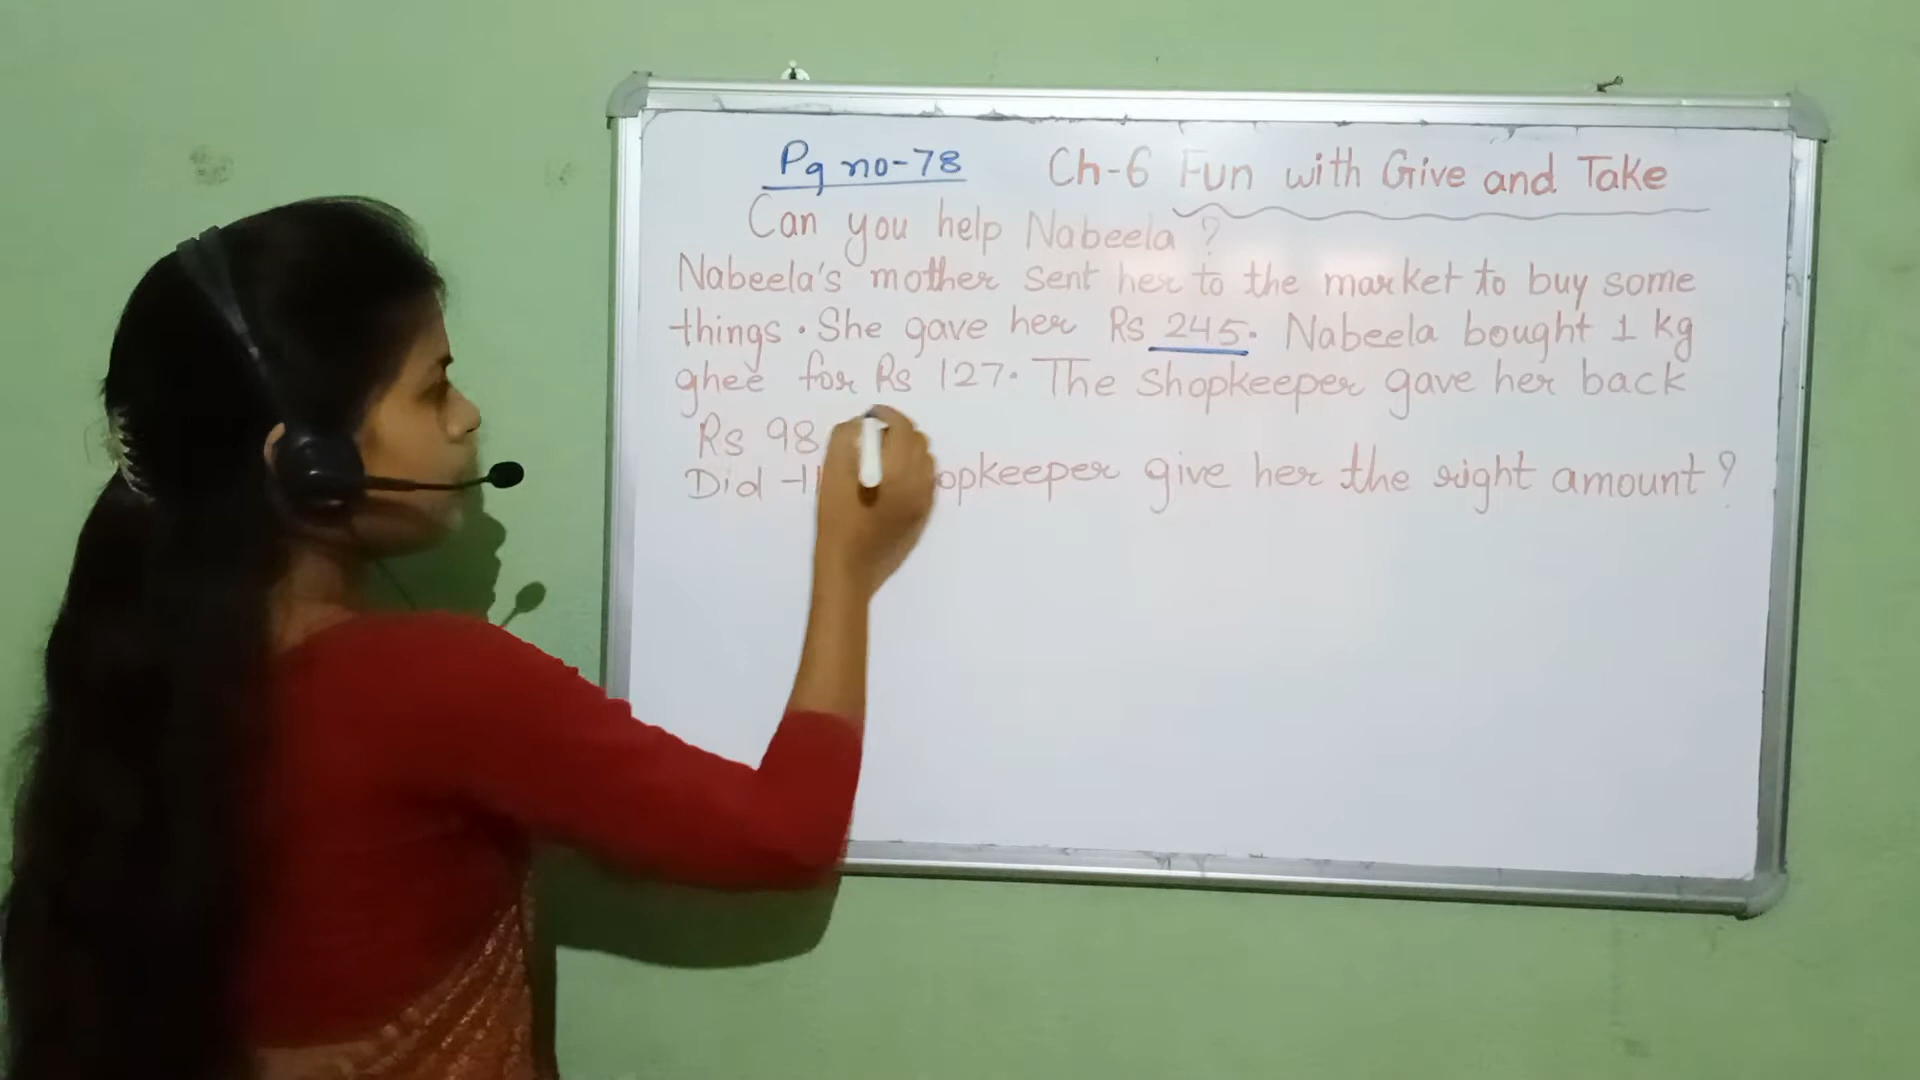 Pg no-78 Ch-6 Fun with Give and Take
Can you help Nabeela ?
Nabeela's mother sent her to the market to buy some
things. She gave her Rs 245. Nabeela bought 1 kg
ghee for Rs 127. The shopkeeper gave her back
Rs 98
Did give her the right amount ?